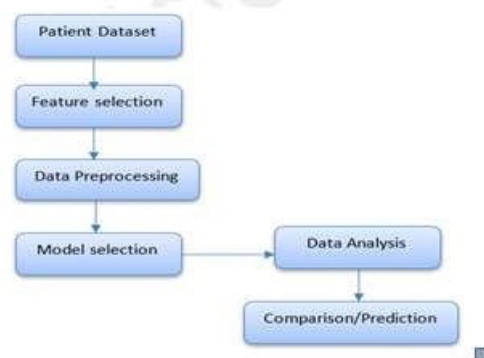 Patient Dataset
Feature selection
Data Preprocessing
Model selection
Data Analysis
Comparison/Prediction